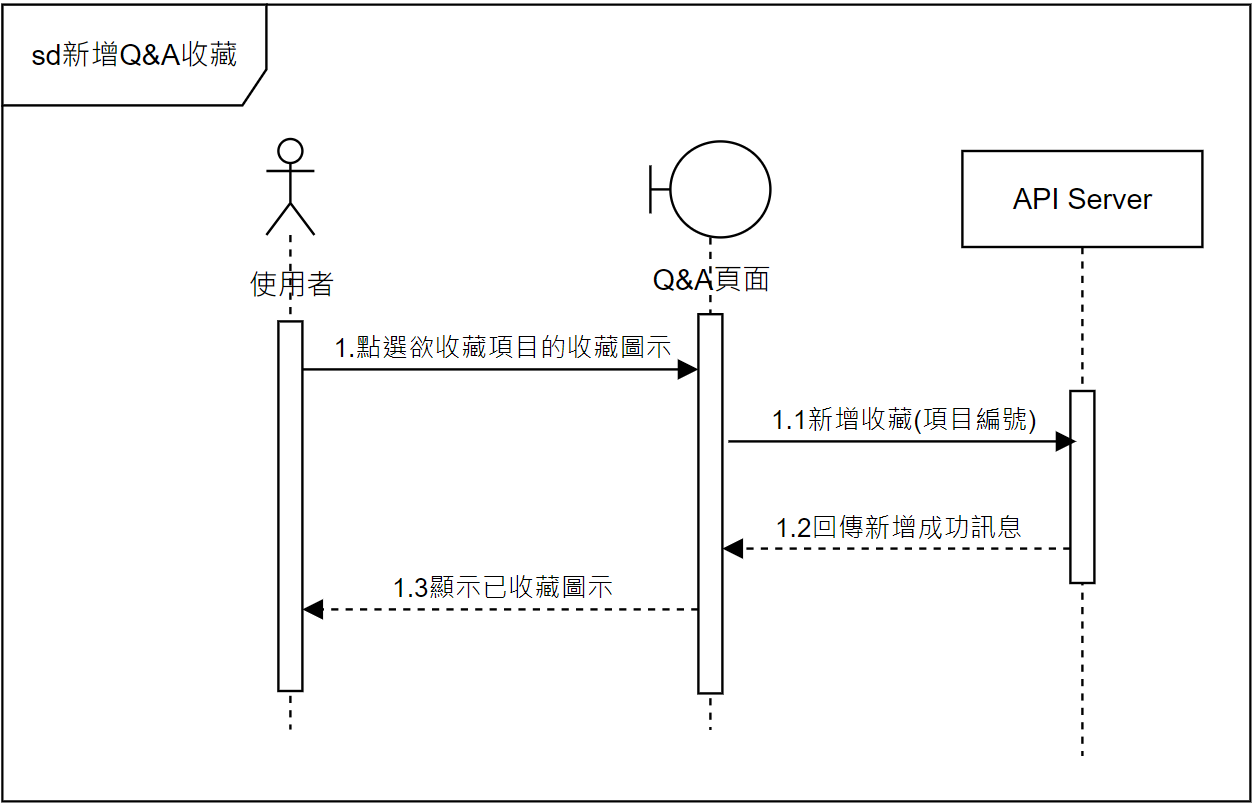 sd新增Q&A收藏
API Server
使用者
Q&A頁面
1.點選欲收藏項目的收藏圖示
1.1新增收藏(項目編號)
1.2回傳新增成功訊息
1.3顯示已收藏圖示